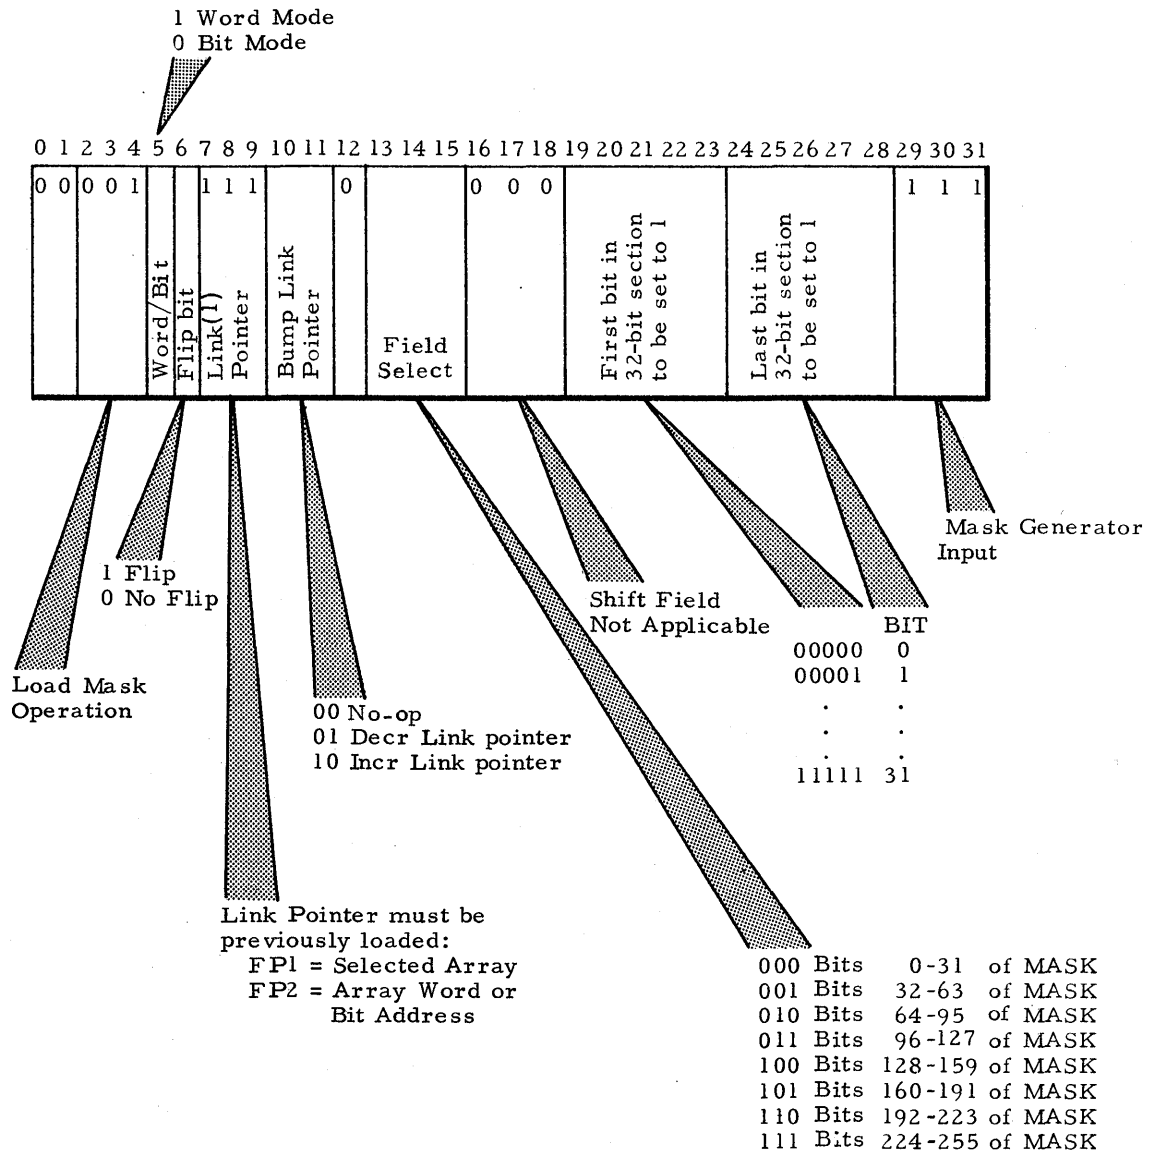 1 Word Mode
0 Bit Mode
0 1 2 3 4 5 6 7 8 9 10 11 12 13 14 15 16 17 18 19 20 21 22 23 24 25 26 27 28 29 30 31
0 0 0 0 1 1 1 1 0 0 0 0 1 1 1
Word/Bit
Flip bit
Link(1)
Pointer
Bump Link
Pointer
Field
Select
First bit in
32-bit section
to be set to 1
Last bit in
32-bit section
to be set to 1
Mask Generator
Input
1 Flip
0 No Flip
Shift Field
Not Applicable
BIT
00000 0
00001 1
. .
. .
. .
11111 31
Load Mask
Operation
00 No-op
01 Decr Link pointer
10 Incr Link pointer
Link Pointer must be
previously loaded:
FP1 = Selected Array
FP2 = Array Word or
Bit Address
000 Bits 0-31 of MASK
001 Bits 32-63 of MASK
010 Bits 64-95 of MASK
011 Bits 96-127 of MASK
100 Bits 128-159 of MASK
101 Bits 160-191 of MASK
110 Bits 192-223 of MASK
111 Bits 224-255 of MASK